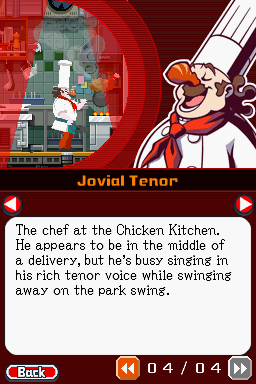 Jovial Tenor
The chef at the Chicken Kitchen.
He appears to be in the middle of
a delivery, but he's busy singing in
his rich tenor voice while swinging
away on the park swing.
Back
04/04